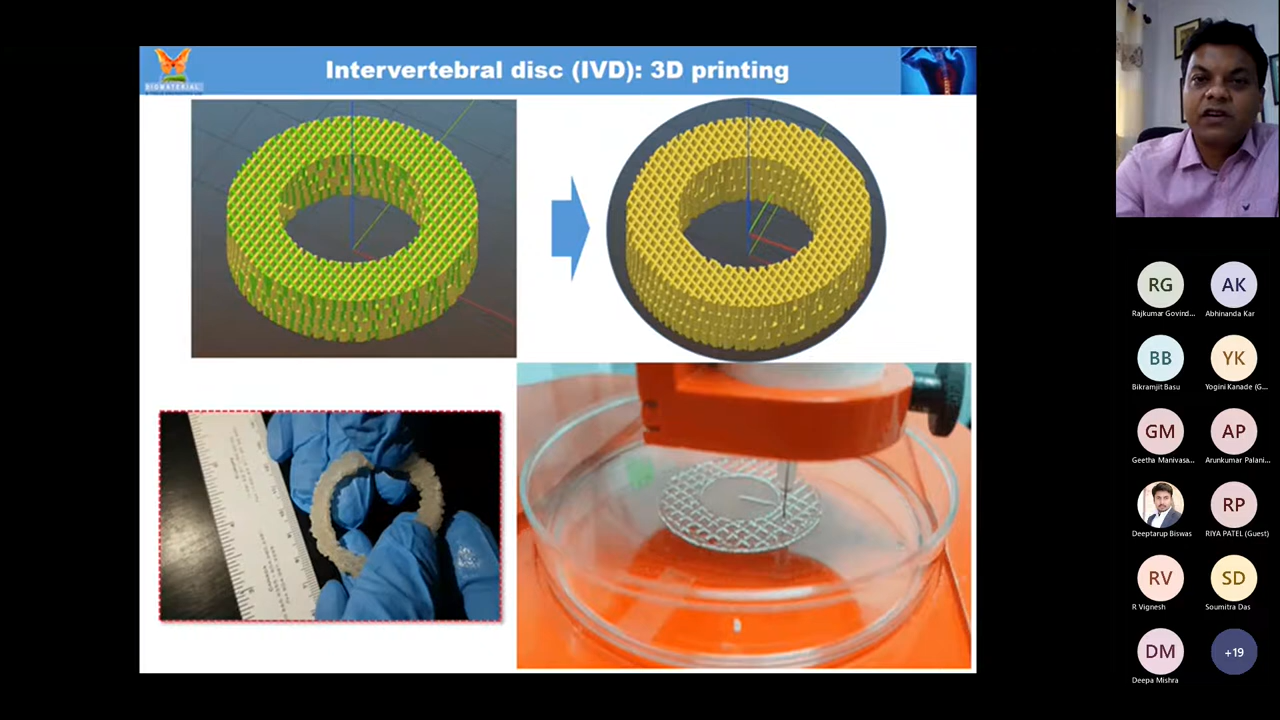 Intervertebral disc (IVD): 3D printing
BIOMATERIAL
RG
AK
Rajkumar Govind...
Abhinanda Kar
BB
YK
Bikramjit Basu
Yogini Kanade (G...
GM
AP
Geetha Manivasa...
Arunkumar Palani...
RP
Deeptarup Biswas
RIYA PATEL (Guest)
RV
SD
R Vignesh
Soumitra Das
DM
+19
Deepa Mishra